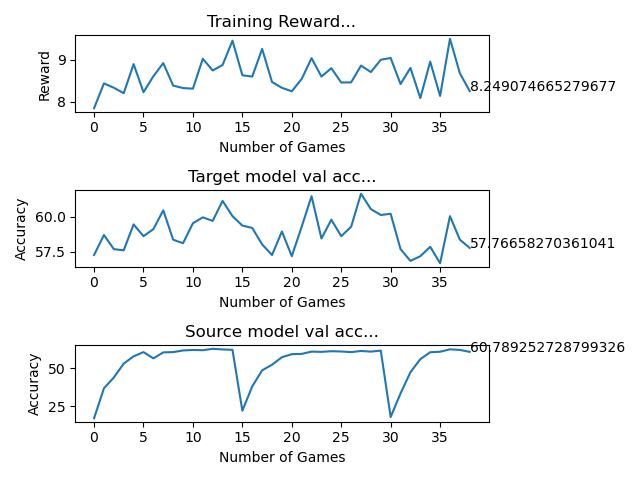 Training Reward...
Reward
9
8
8.249074665279677
0 5 10 15 20 25 30 35
Number of Games
Target model val acc...
Accuracy
60.0
57.5
57.76658270361041
0 5 10 15 20 25 30 35
Number of Games
Source model val acc...
Accuracy
50
25
60.789252728799326
0 5 10 15 20 25 30 35
Number of Games